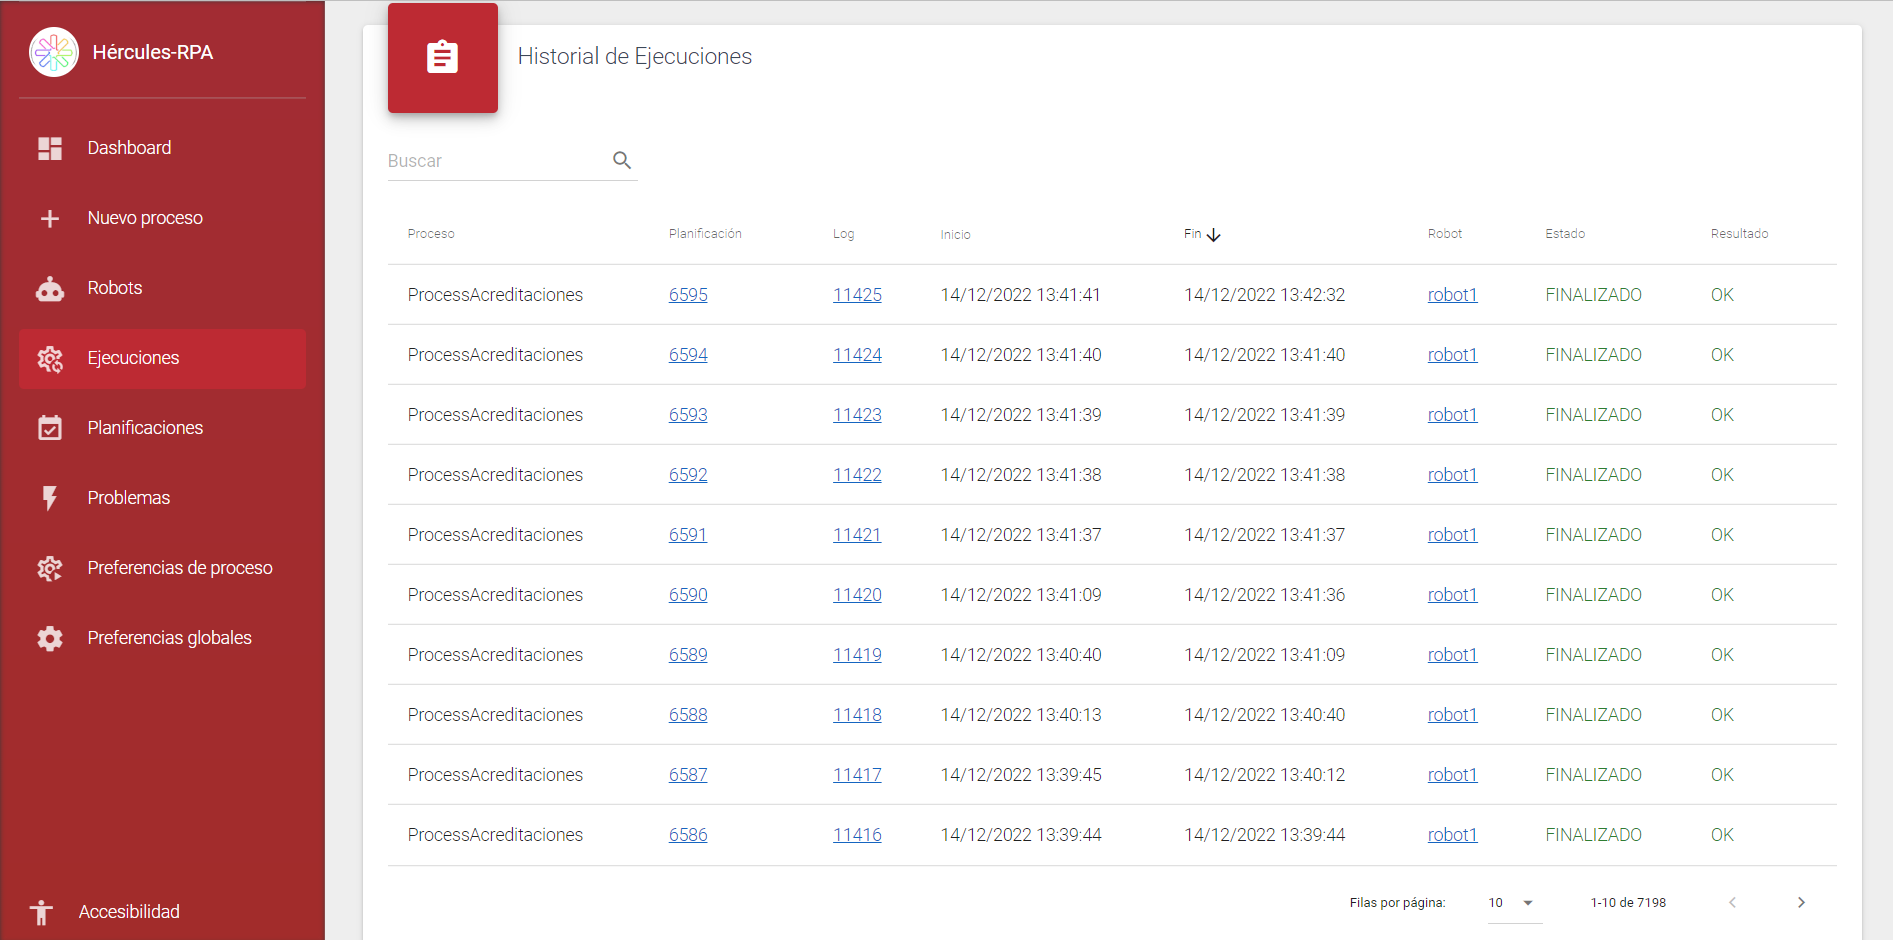 Hércules-RPA
Dashboard
Nuevo proceso
Robots
Ejecuciones
Planificaciones
Problemas
Preferencias de proceso
Preferencias globales
Accesibilidad
Historial de Ejecuciones
Buscar
Proceso Planificación Log Inicio Fin Robot Estado Resultado
ProcessAcreditaciones 6595 11425 14/12/2022 13:41:41 14/12/2022 13:42:32 robot1 FINALIZADO OK
ProcessAcreditaciones 6594 11424 14/12/2022 13:41:40 14/12/2022 13:41:40 robot1 FINALIZADO OK
ProcessAcreditaciones 6593 11423 14/12/2022 13:41:39 14/12/2022 13:41:39 robot1 FINALIZADO OK
ProcessAcreditaciones 6592 11422 14/12/2022 13:41:38 14/12/2022 13:41:38 robot1 FINALIZADO OK
ProcessAcreditaciones 6591 11421 14/12/2022 13:41:37 14/12/2022 13:41:37 robot1 FINALIZADO OK
ProcessAcreditaciones 6590 11420 14/12/2022 13:41:09 14/12/2022 13:41:36 robot1 FINALIZADO OK
ProcessAcreditaciones 6589 11419 14/12/2022 13:40:40 14/12/2022 13:41:09 robot1 FINALIZADO OK
ProcessAcreditaciones 6588 11418 14/12/2022 13:40:13 14/12/2022 13:40:40 robot1 FINALIZADO OK
ProcessAcreditaciones 6587 11417 14/12/2022 13:39:45 14/12/2022 13:40:12 robot1 FINALIZADO OK
ProcessAcreditaciones 6586 11416 14/12/2022 13:39:44 14/12/2022 13:39:44 robot1 FINALIZADO OK
Filas por página: 10 1-10 de 7198